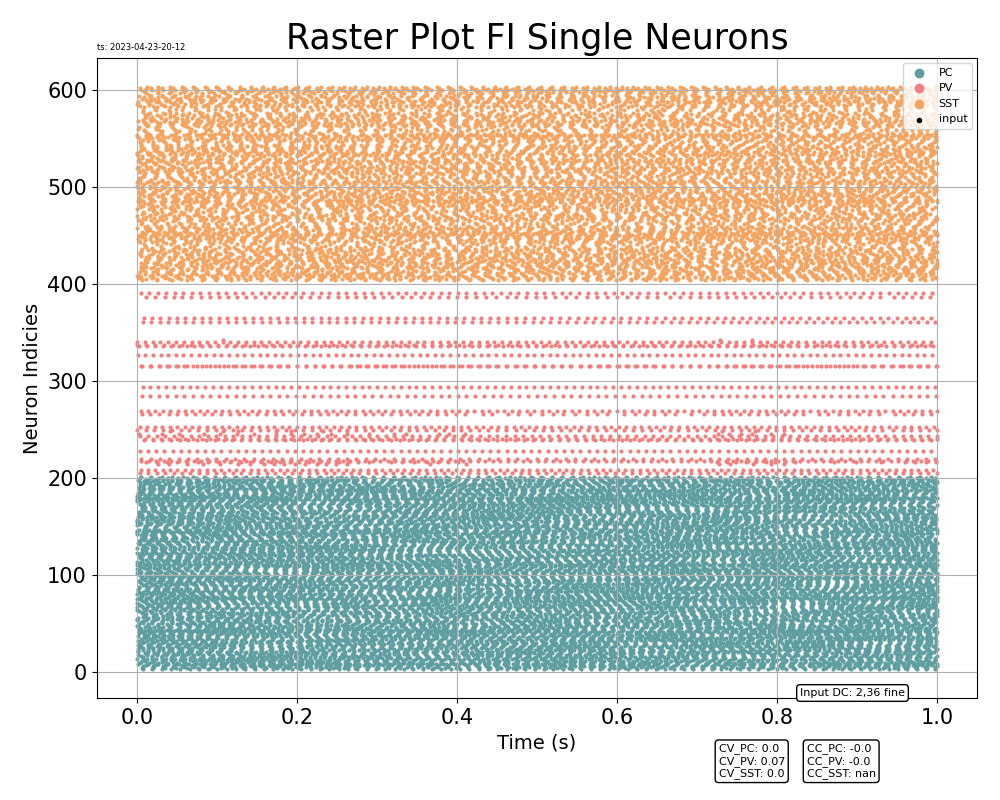 Raster Plot FI Single Neurons
ts: 2023-04-23-20-12
PC
PV
SST
input
600
500
400
300
200
100
0
Neuron Indicies
0.0 0.2 0.4 0.6 0.8 1.0
Time (s)
Input DC: 2,36 fine
CV_PC: 0.0
CV_PV: 0.07
CV_SST: 0.0
CC_PC: -0.0
CC_PV: -0.0
CC_SST: nan